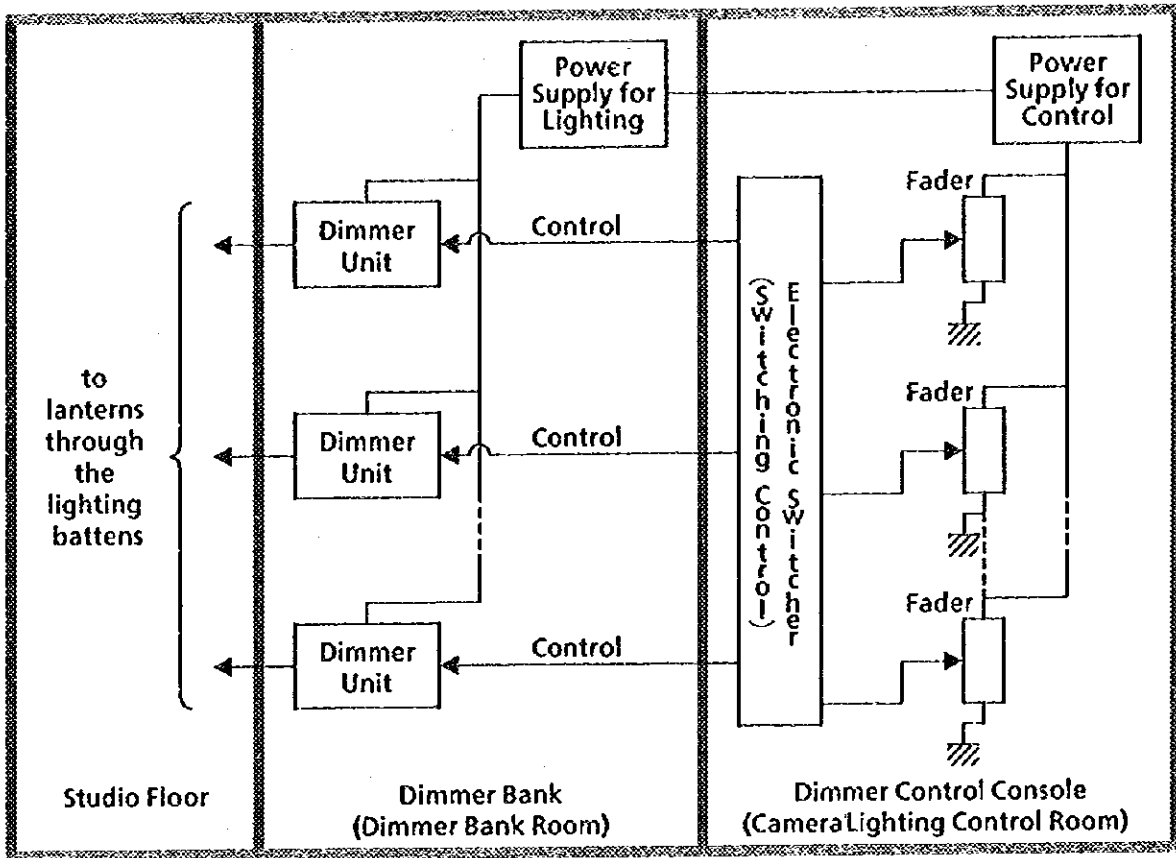 Power
Supply for
Lighting
Power
Supply for
Control
Fader
Dimmer
Unit
Control
Electronic Switcher
(Switching Control)
to
lanterns
through
the
lighting
battens
Fader
Dimmer
Unit
Control
Fader
Dimmer
Unit
Control
Studio Floor
Dimmer Bank
(Dimmer Bank Room)
Dimmer Control Console
(Camera Lighting Control Room)